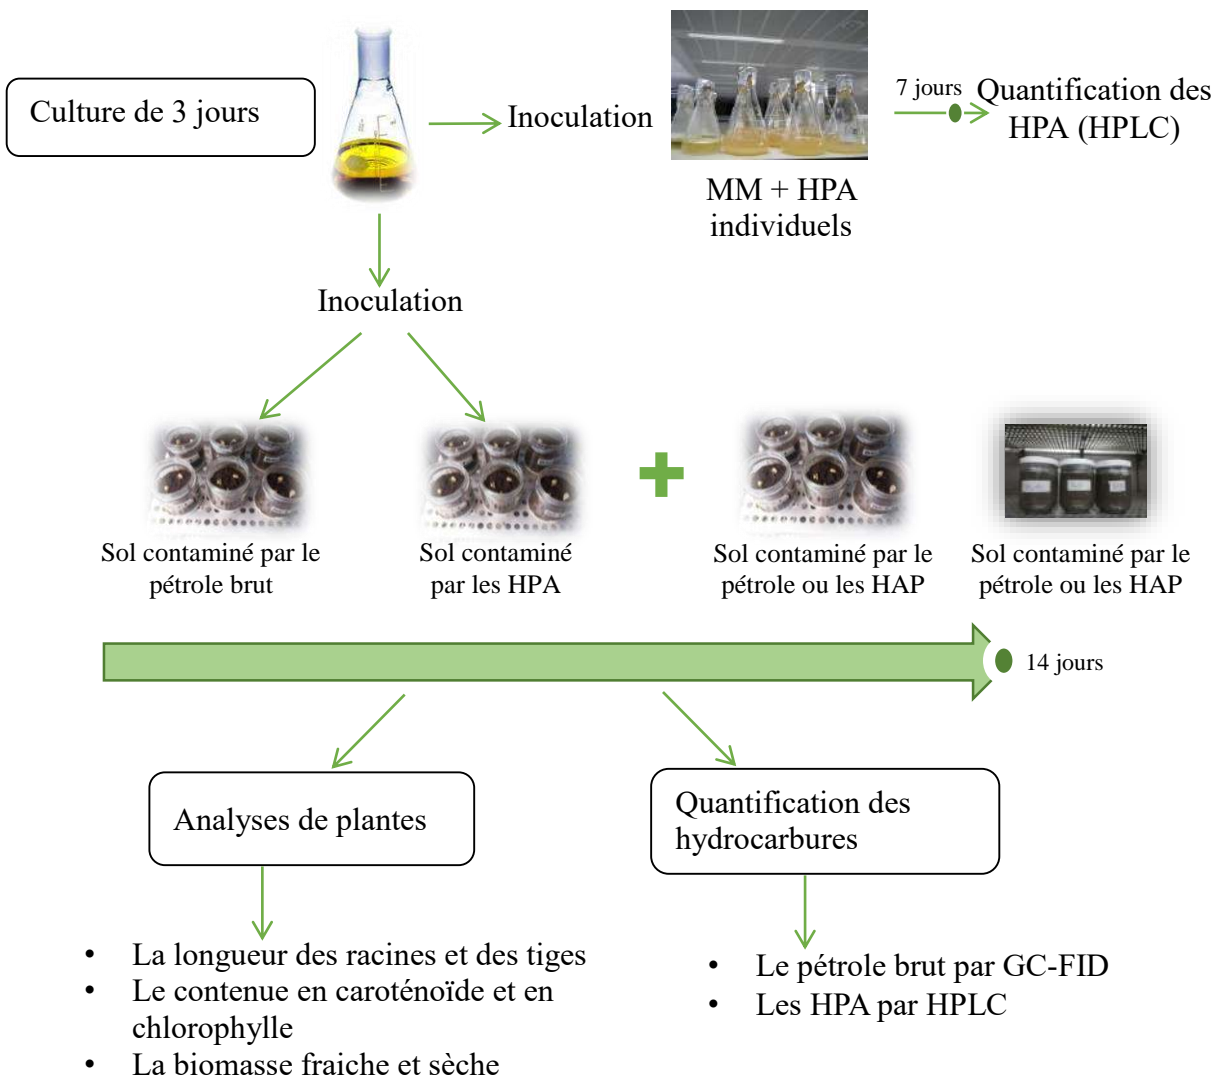 Culture de 3 jours
Inoculation
7 jours
Quantification des
HPA (HPLC)
MM + HPA
individuels
Inoculation
Sol contaminé par le
pétrole brut
Sol contaminé
par les HPA
Sol contaminé par le
pétrole ou les HAP
Sol contaminé par le
pétrole ou les HAP
14 jours
Analyses de plantes
Quantification des
hydrocarbures
• La longueur des racines et des tiges
• Le contenue en caroténoïde et en
chlorophylle
• La biomasse fraiche et sèche
• Le pétrole brut par GC-FID
• Les HPA par HPLC